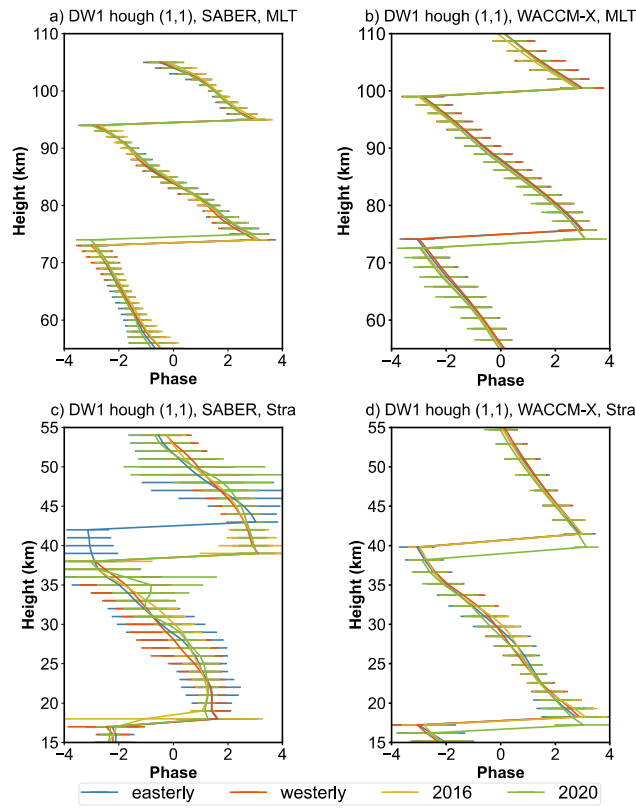 a) DW1 hough (1,1), SABER, MLT
b) DW1 hough (1,1), WACCM-X, MLT
110
100
90
80
70
60
Height (km)
−4 −2 0 2 4
Phase
110
100
90
80
70
60
Height (km)
−4 −2 0 2 4
Phase
c) DW1 hough (1,1), SABER, Stra
d) DW1 hough (1,1), WACCM-X, Stra
55
50
45
40
35
30
25
20
15
Height (km)
−4 −2 0 2 4
Phase
55
50
45
40
35
30
25
20
15
Height (km)
−4 −2 0 2 4
Phase
easterly westerly 2016 2020